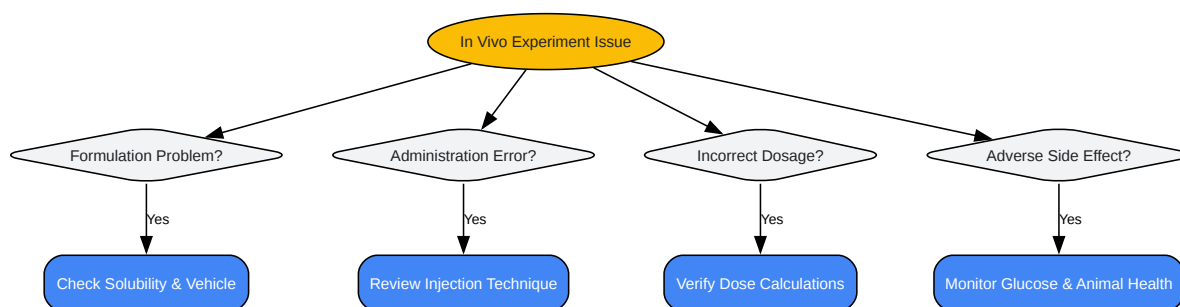 In Vivo Experiment Issue
Formulation Problem?
Administration Error?
Incorrect Dosage?
Adverse Side Effect?
Yes
Yes
Yes
Yes
Check Solubility & Vehicle
Review Injection Technique
Verify Dose Calculations
Monitor Glucose & Animal Health